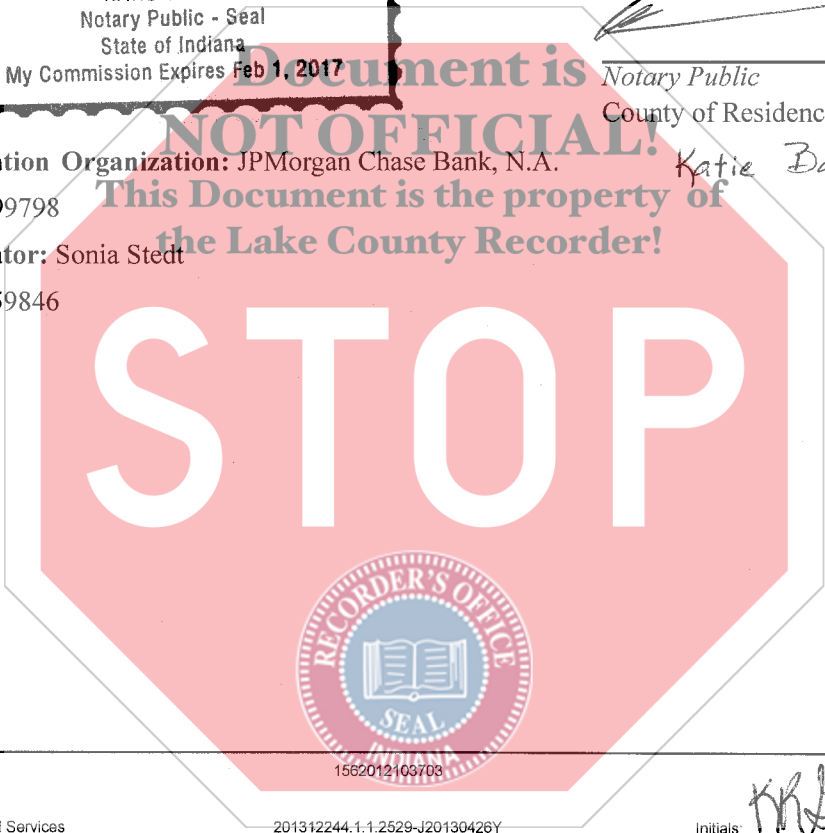 Notary Public - Seal
State of Indiana
My Commission Expires Feb 1, 2017
Document is
NOT OFFICIAL!
This Document is the property of
the Lake County Recorder!
Notary Public
County of Residenc
Katie Ba
tion Organization: JPMorgan Chase Bank, N.A.
9798
tor: Sonia Stedt
59846
STOP
RECORDER'S OFFICE
SEAL
INDIANA
1562012103703
Services
201312244.1.1.2529-J20130426Y
Initials: